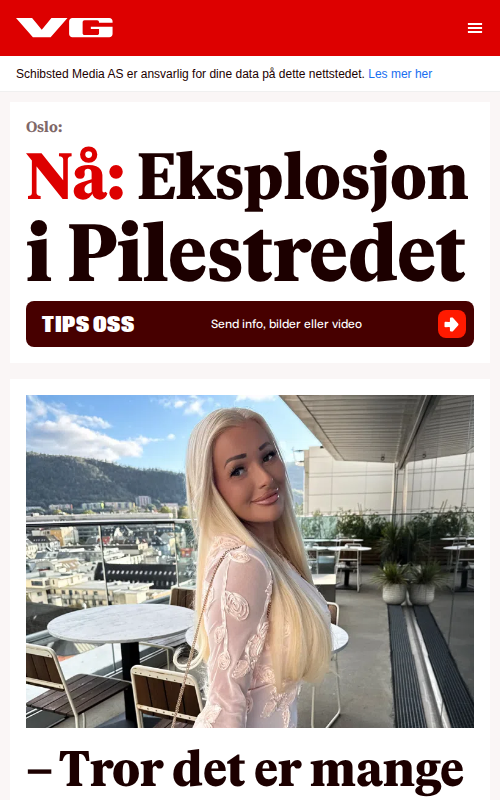 VG
Schibsted Media AS er ansvarlig for dine data på dette nettstedet. Les mer her
Oslo:
Nå: Eksplosjon
i Pilestredet
TIPS OSS
Send info, bilder eller video
– Tror det er mange